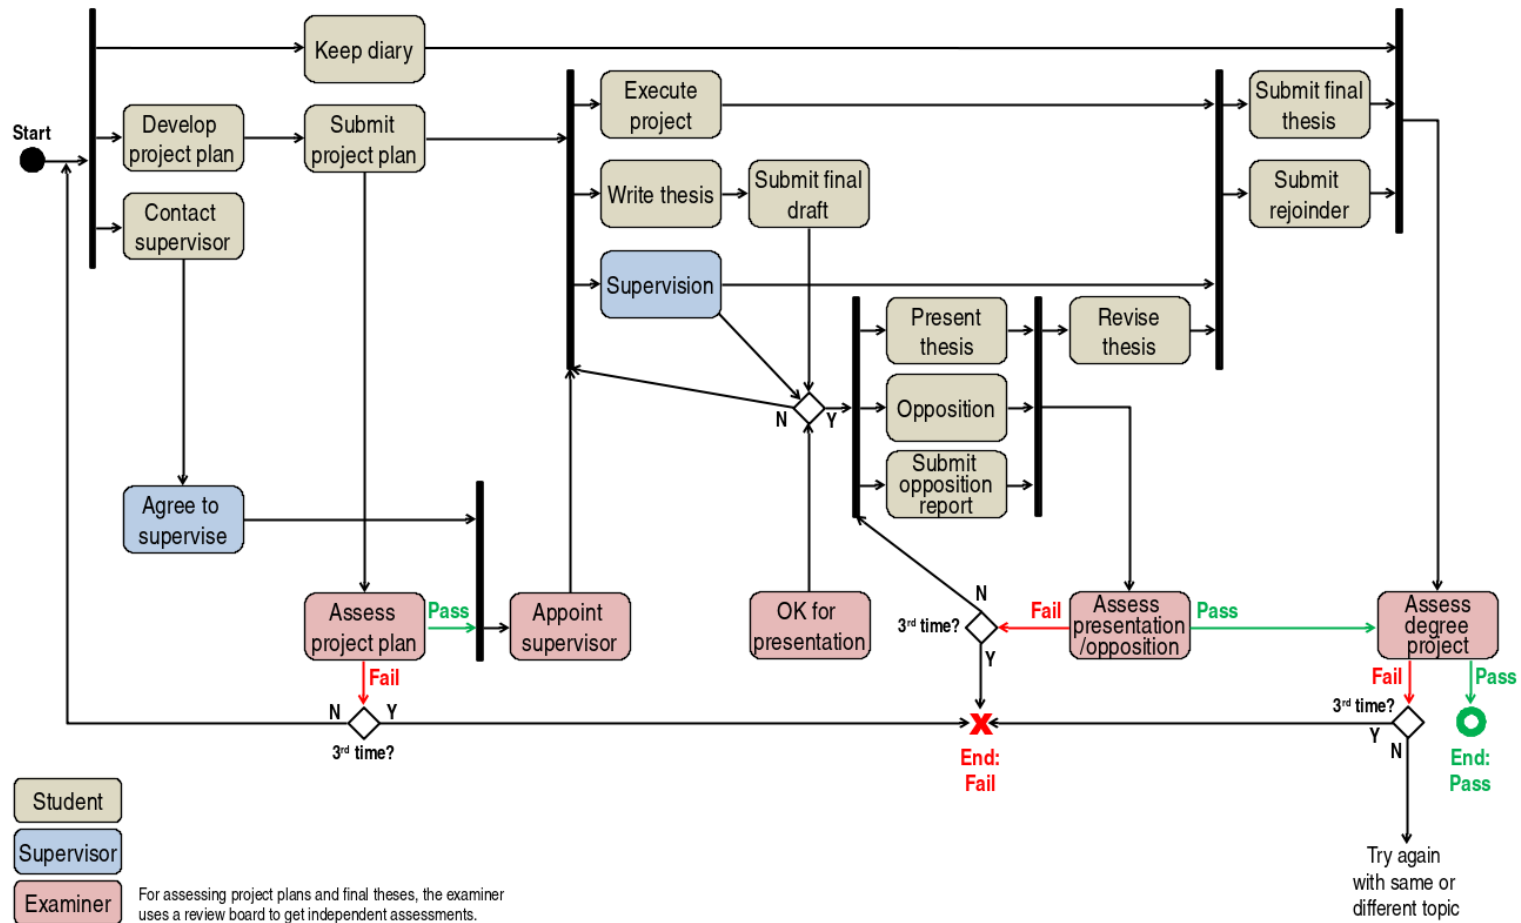 Start
Keep diary
Develop
project plan
Submit
project plan
Contact
supervisor
Execute
project
Write thesis
Submit final
draft
Supervision
Submit final
thesis
Submit
rejoinder
Present
thesis
Revise
thesis
Opposition
Submit
opposition
report
N
Y
Agree to
supervise
Assess
project plan
Pass
Fail
Appoint
supervisor
OK for
presentation
N
3rd time?
Y
Fail
Assess
presentation
/opposition
Pass
Assess
degree
project
Fail
Pass
N
Y
3rd time?
3rd time?
Y
N
End:
Fail
End:
Pass
Try again
with same or
different topic
Student
Supervisor
Examiner
For assessing project plans and final theses, the examiner
uses a review board to get independent assessments.